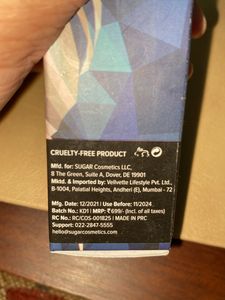 CRUELTY-FREE PRODUCT
Mfd. for: SUGAR Cosmetics LLC,
8 The Green, Suite A, Dover, DE 19901
Mktd. & Imported by: Vellvette Lifestyle Pvt. Ltd.
B-1004, Palatial Heights, Andheri (E), Mumbai - 72
Mfg. Date: 12/2021 | Use Before: 11/2024
Batch No.: KD1 | MRP: ₹ 699/- (Incl. of all taxes)
RC No.: RC/COS-001825 | MADE IN PRC
Support: 022-2847-5555
hello@sugarcosmetics.com